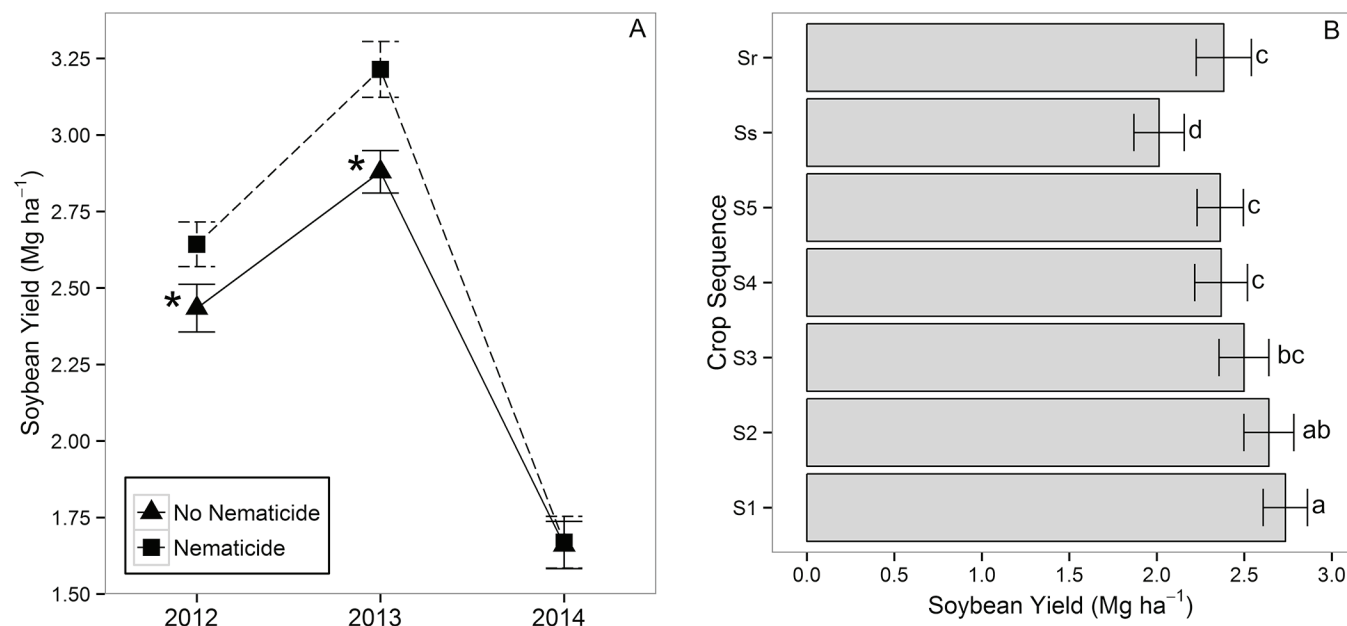 A
Soybean Yield (Mg ha⁻¹)
3.25
3.00
2.75
2.50
2.25
2.00
1.75
1.50
*
*
No Nematicide
Nematicide
2012 2013 2014
B
Crop Sequence
Sr c
Ss d
S5 c
S4 c
S3 bc
S2 ab
S1 a
0.0 0.5 1.0 1.5 2.0 2.5 3.0
Soybean Yield (Mg ha⁻¹)